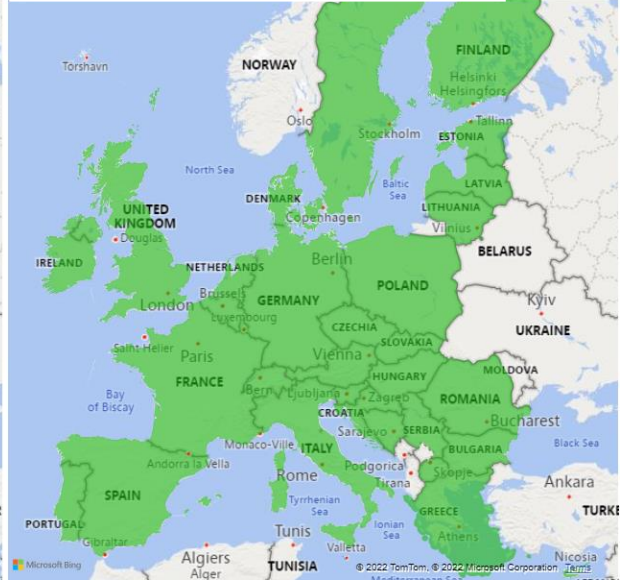 FINLAND
NORWAY
Torshavn
Helsinki
Helsingfors
Oslo
Tallinn
Stockholm
ESTONIA
North Sea
LATVIA
Baltic
Sea
DENMARK
LITHUANIA
UNITED
KINGDOM
Copenhagen
Vilnius
Douglas
BELARUS
IRELAND
NETHERLANDS
Berlin
POLAND
London
Brussels
GERMANY
Kyiv
Luxembourg
CZECHIA
UKRAINE
SLOVAKIA
Saint Helier
Paris
Vienna
MOLDOVA
FRANCE
Bern
HUNGARY
Bay
of Biscay
Ljubljana
Zagreb
ROMANIA
CROATIA
Bucharest
Sarajevo
SERBIA
Monaco-Ville
ITALY
BULGARIA
Black Sea
Andorra la Vella
Podgorica
Skopje
Rome
Tirana
Ankara
SPAIN
Tyrrhenian
Sea
GREECE
TURKE
PORTUGAL
Ionian
Sea
Athens
Gibraltar
Tunis
Valletta
Nicosia
Algiers
Alger
TUNISIA
Microsoft Bing
© 2022 TomTom, © 2022 Microsoft Corporation Terms
Mediterranean Sea